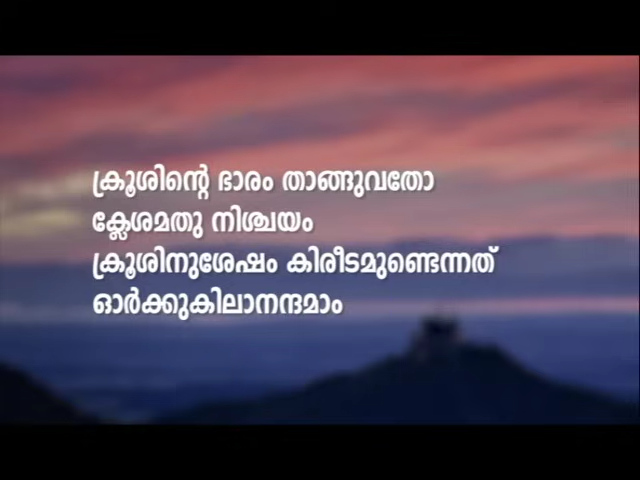 ക്രൂശിന്റെ ഭാരം താങ്ങുവതോ
ക്ലേശമതു നിശ്ചയം
ക്രൂശിനുശേഷം കിരീടമുണ്ടെന്നത്
ഓർക്കുകിലാനന്ദമാം